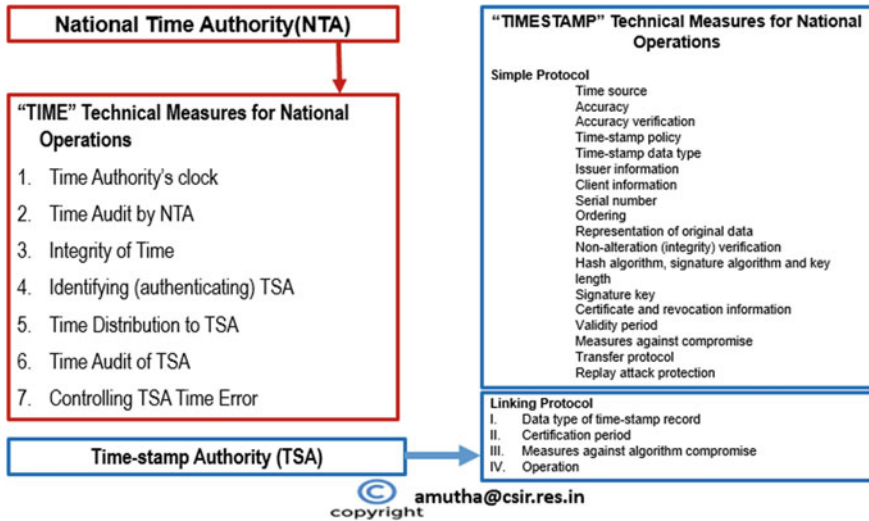 National Time Authority(NTA)
“TIME” Technical Measures for National
Operations
1. Time Authority’s clock
2. Time Audit by NTA
3. Integrity of Time
4. Identifying (authenticating) TSA
5. Time Distribution to TSA
6. Time Audit of TSA
7. Controlling TSA Time Error
Time-stamp Authority (TSA)
“TIMESTAMP” Technical Measures for National
Operations
Simple Protocol
Time source
Accuracy
Accuracy verification
Time-stamp policy
Time-stamp data type
Issuer information
Client information
Serial number
Ordering
Representation of original data
Non-alteration (integrity) verification
Hash algorithm, signature algorithm and key
length
Signature key
Certificate and revocation information
Validity period
Measures against compromise
Transfer protocol
Replay attack protection
Linking Protocol
I. Data type of time-stamp record
II. Certification period
III. Measures against algorithm compromise
IV. Operation
© amutha@csir.res.in
copyright